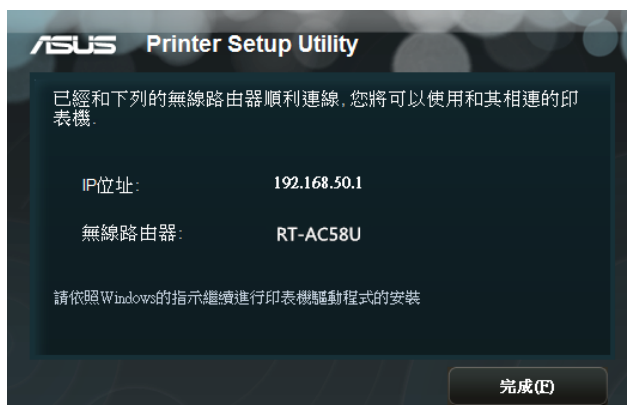 ASUS Printer Setup Utility
已經和下列的無線路由器順利連線, 您將可以使用和其相連的印
表機.
IP位址: 192.168.50.1
無線路由器: RT-AC58U
請依照Windows的指示繼續進行印表機驅動程式的安裝
完成(F)